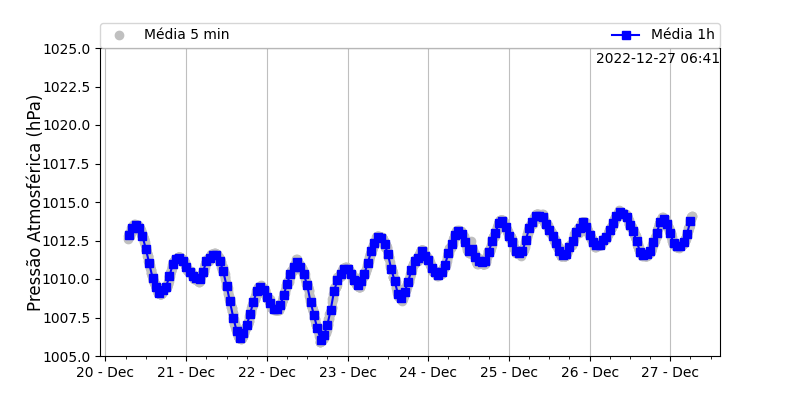 Média 5 min
Média 1h
2022-12-27 06:41
Pressão Atmosférica (hPa)
1025.0
1022.5
1020.0
1017.5
1015.0
1012.5
1010.0
1007.5
1005.0
20 - Dec
21 - Dec
22 - Dec
23 - Dec
24 - Dec
25 - Dec
26 - Dec
27 - Dec